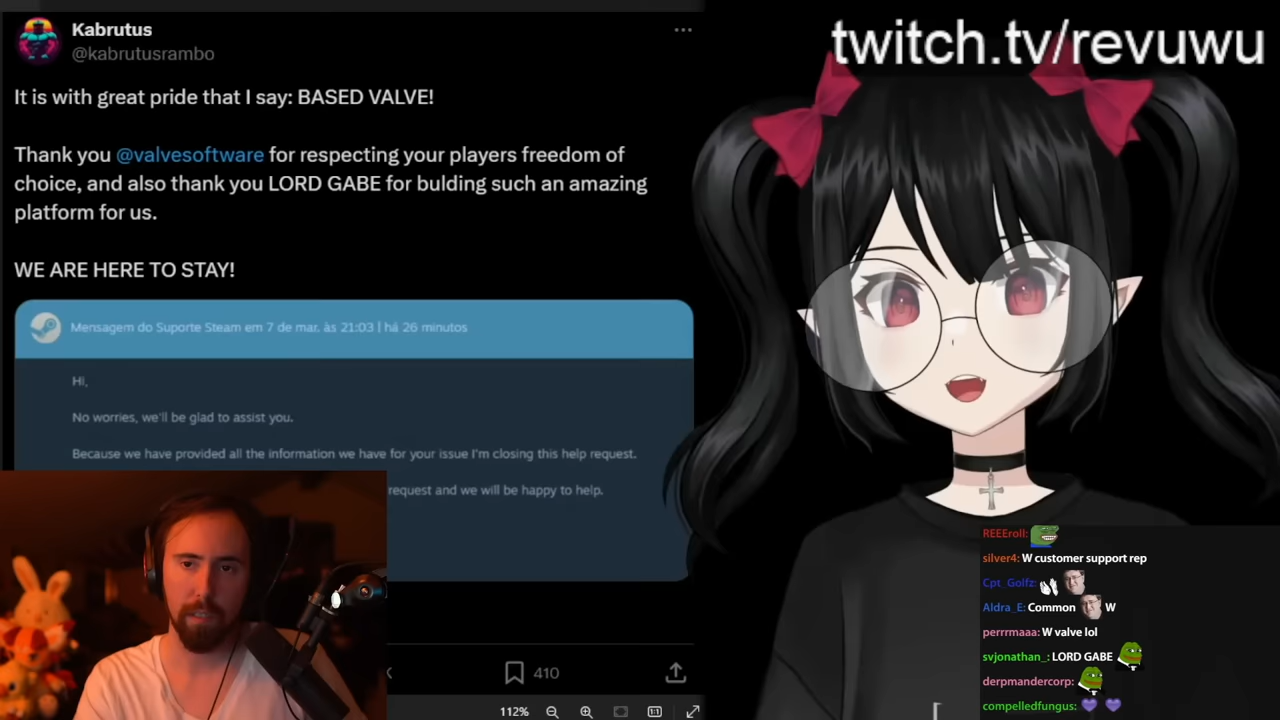 Kabrutus
@kabrutusrambo
It is with great pride that I say: BASED VALVE!
Thank you @valvesoftware for respecting your players freedom of
choice, and also thank you LORD GABE for bulding such an amazing
platform for us.
WE ARE HERE TO STAY!
Mensagem do Suporte Steam em 7 de mar. às 21:03 | há 26 minutos
Hi,
No worries, we'll be glad to assist you.
Because we have provided all the information we have for your issue I'm closing this help request.
request and we will be happy to help.
410
112%
twitch.tv/revuwu
REEEroll:
silver4: W customer support rep
Cpt_Golfz:
Aldra_E: Common W
perrrmaaa: W valve lol
svjonathan_: LORD GABE
derpmandercorp:
compelledfungus: